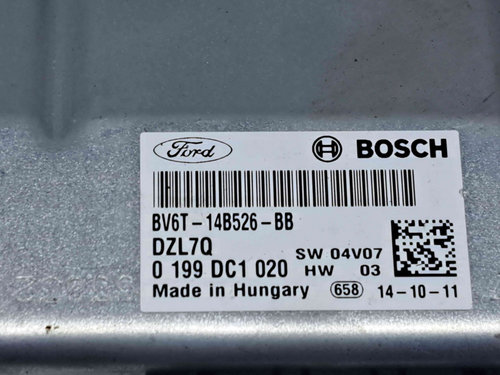 Ford BOSCH
BV6T-14B526-BB
DZL7Q
0 199 DC1 020 SW 04V07
HW 03
Made in Hungary 658 14-10-11